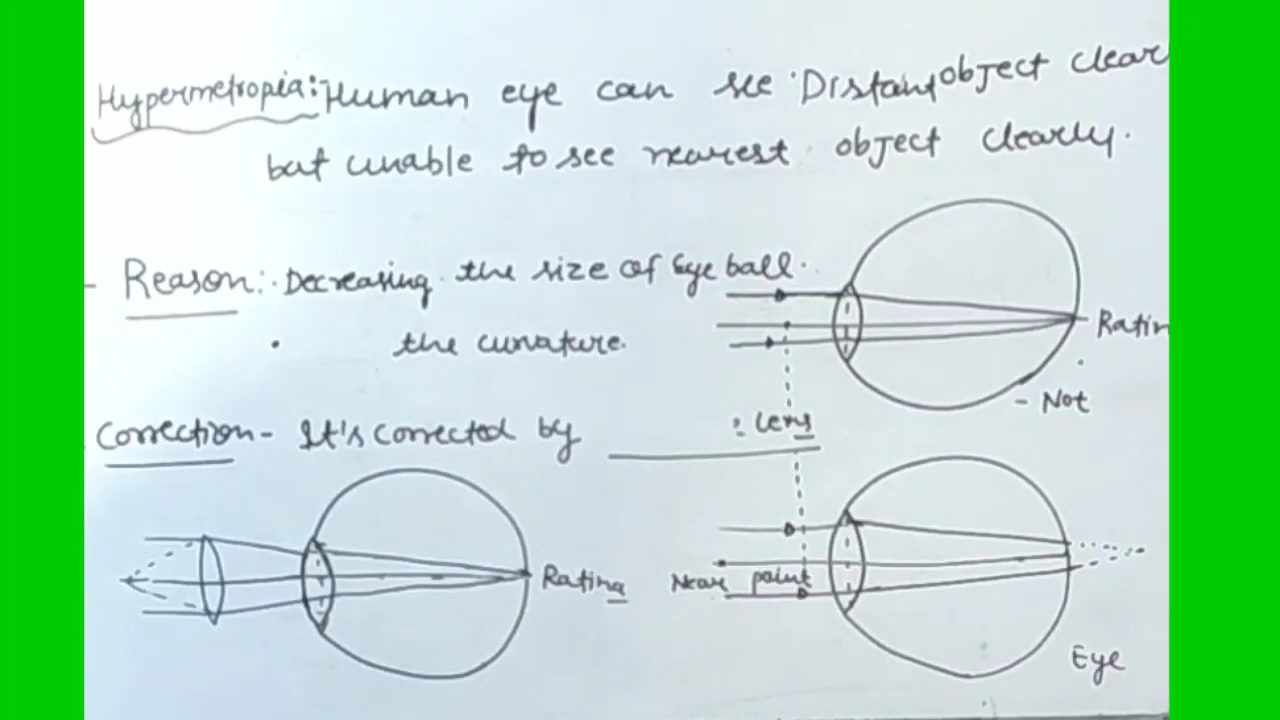 Hypermetropia: Human eye can see Distant object clear
but unable to see nearest object clearly.
Reason: Decreasing the size of Eye ball.
the curvature.
Ratin
- Not
Correction - It's corrected by ________ : lens
Ratina
Near point
Eye